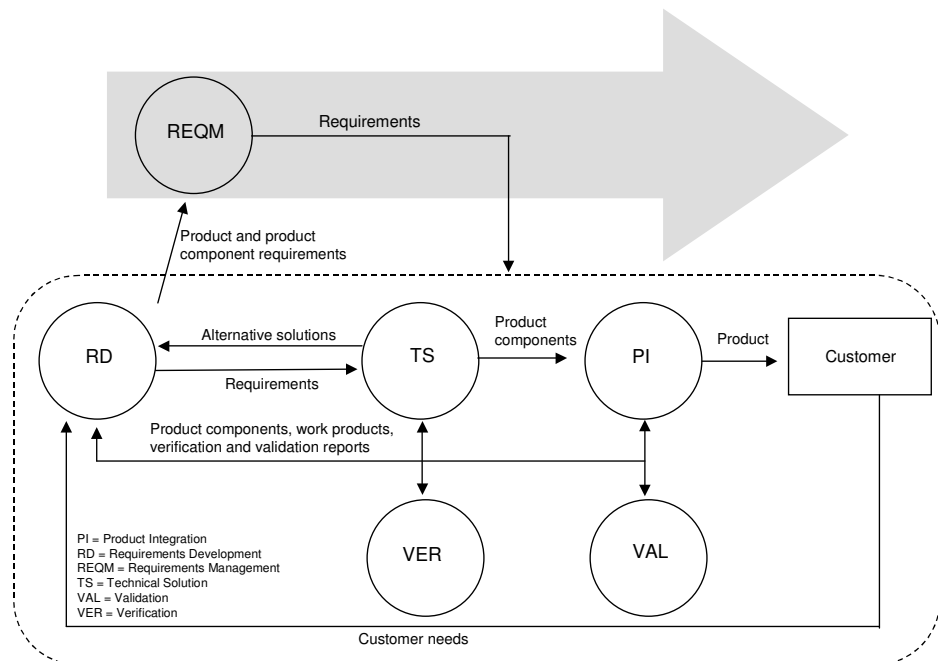 REQM
Requirements
Product and product
component requirements
RD
Alternative solutions
Requirements
TS
Product
components
PI
Product
Customer
Product components, work products,
verification and validation reports
VER
VAL
PI = Product Integration
RD = Requirements Development
REQM = Requirements Management
TS = Technical Solution
VAL = Validation
VER = Verification
Customer needs